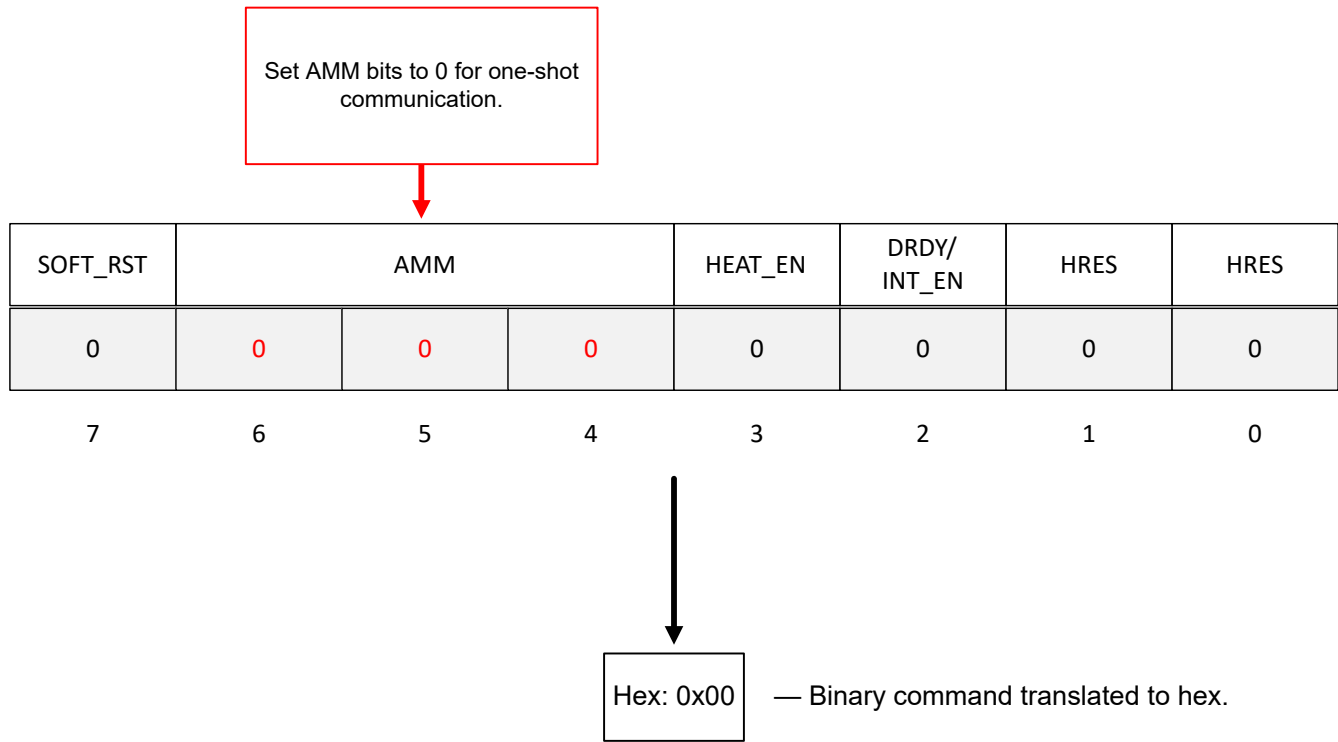 Set AMM bits to 0 for one-shot
communication.
SOFT_RST AMM HEAT_EN DRDY/ INT_EN HRES HRES
0 0 0 0 0 0 0 0
7 6 5 4 3 2 1 0
Hex: 0x00 — Binary command translated to hex.